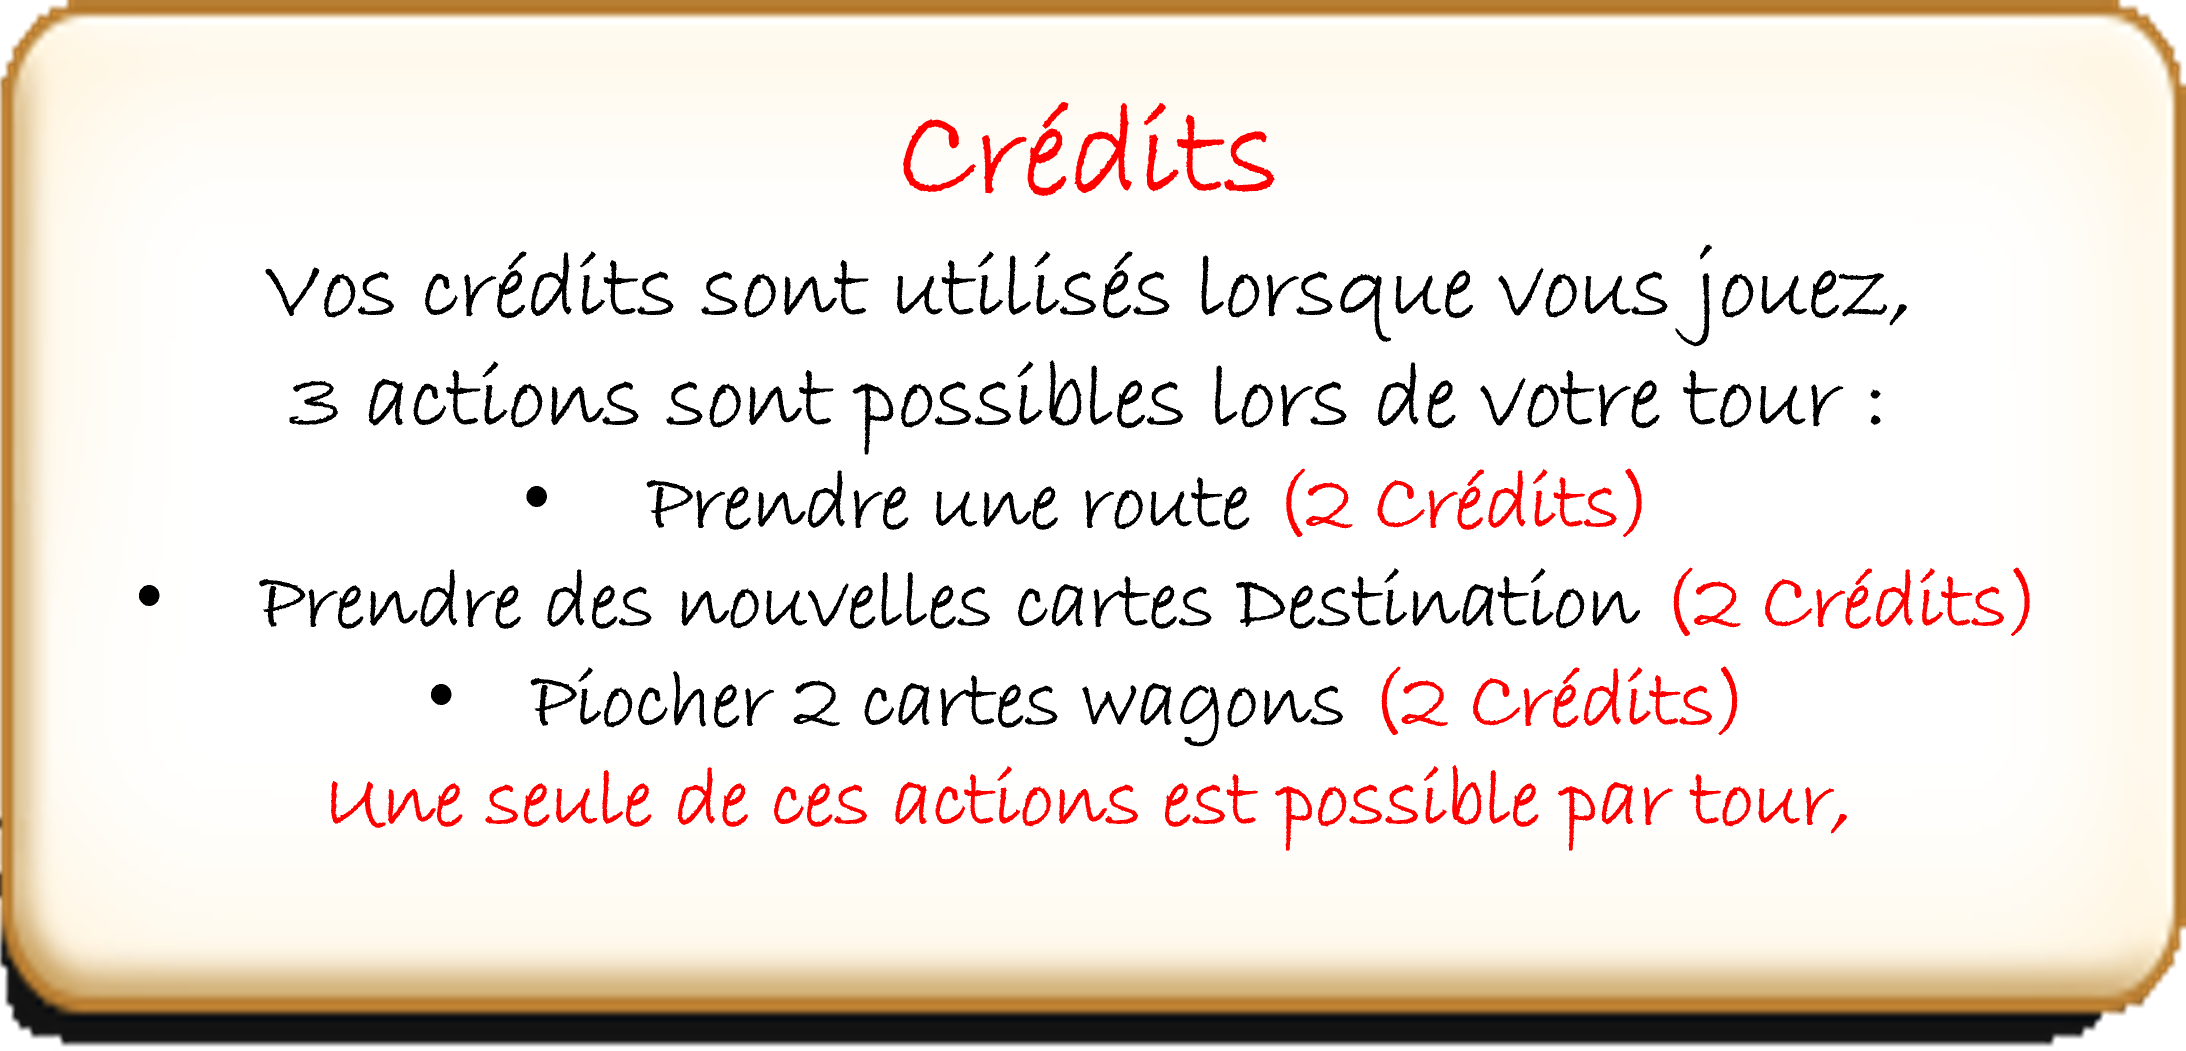 Crédits
Vos crédits sont utilisés lorsque vous jouez,
3 actions sont possibles lors de votre tour :
• Prendre une route (2 Crédits)
• Prendre des nouvelles cartes Destination (2 Crédits)
• Piocher 2 cartes wagons (2 Crédits)
Une seule de ces actions est possible par tour,